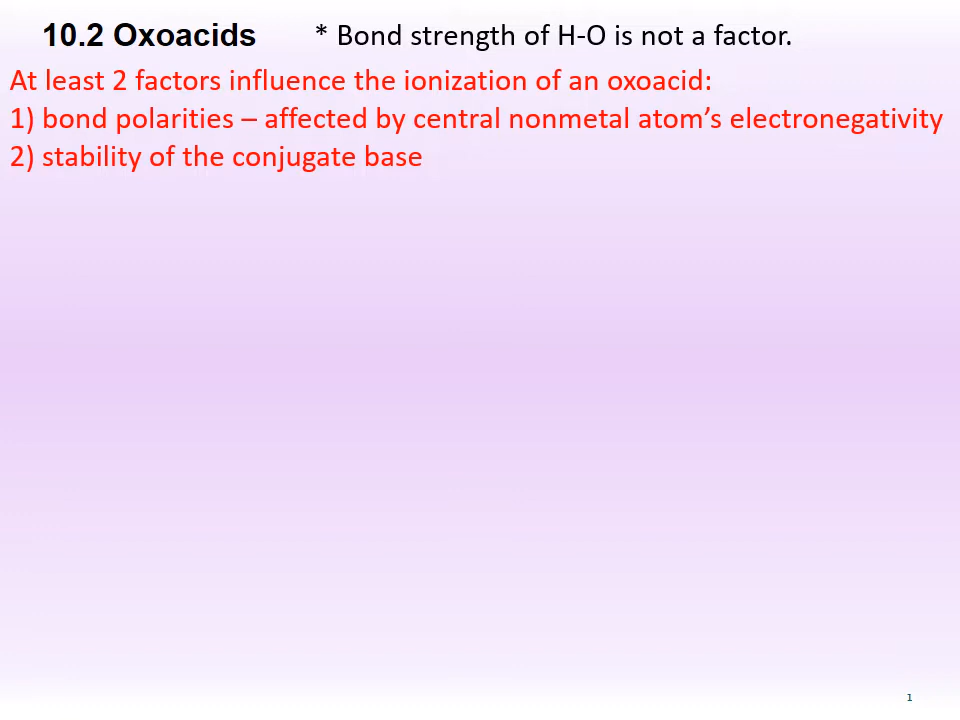 10.2 Oxoacids * Bond strength of H-O is not a factor.
At least 2 factors influence the ionization of an oxoacid:
1) bond polarities – affected by central nonmetal atom’s electronegativity
2) stability of the conjugate base
1